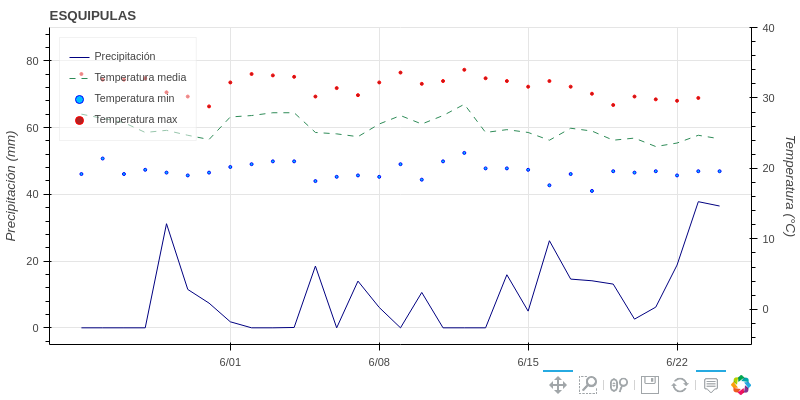 ESQUIPULAS
Precipitación
Temperatura media
Temperatura min
Temperatura max
Precipitación (mm)
80
60
40
20
0
Temperatura (°C)
40
30
20
10
0
6/01
6/08
6/15
6/22